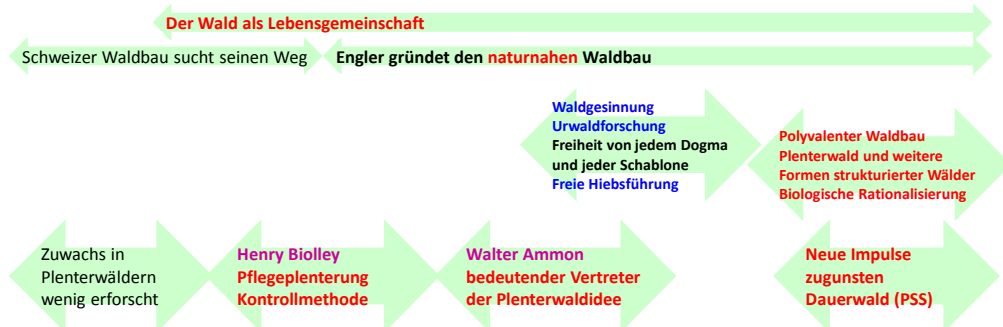 Der Wald als Lebensgemeinschaft
Schweizer Waldbau sucht seinen Weg
Engler gründet den naturnahen Waldbau
Waldgesinnung
Urwaldforschung
Freiheit von jedem Dogma
und jeder Schablone
Freie Hiebsführung
Polyvalenter Waldbau
Plenterwald und weitere
Formen strukturierter Wälder
Biologische Rationalisierung
Zuwachs in
Plenterwäldern
wenig erforscht
Henry Biolley
Pflegeplenterung
Kontrollmethode
Walter Ammon
bedeutender Vertreter
der Plenterwaldidee
Neue Impulse
zugunsten
Dauerwald (PSS)